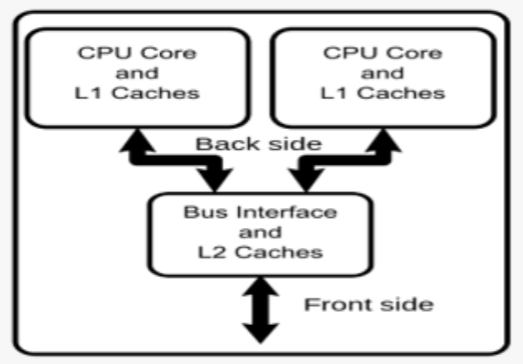 CPU Core
and
L1 Caches
CPU Core
and
L1 Caches
Back side
Bus Interface
and
L2 Caches
Front side